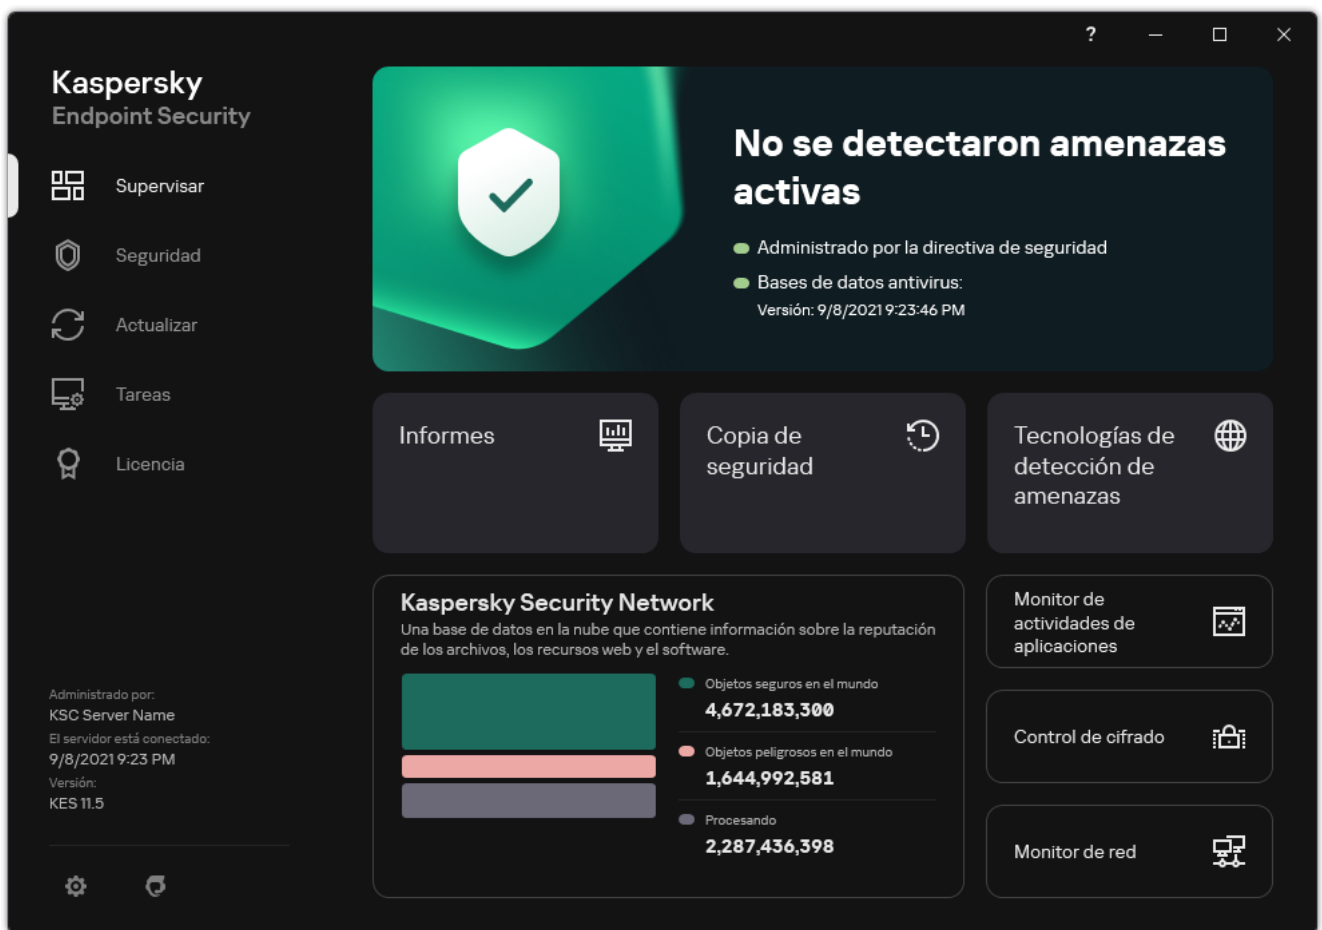 ?
Kaspersky
Endpoint Security
Supervisar
Seguridad
Actualizar
Tareas
Licencia
Administrado por:
KSC Server Name
El servidor está conectado:
9/8/2021 9:23 PM
Versión:
KES 11.5
No se detectaron amenazas
activas
Administrado por la directiva de seguridad
Bases de datos antivirus:
Versión: 9/8/2021 9:23:46 PM
Informes
Copia de
seguridad
Tecnologías de
detección de
amenazas
Kaspersky Security Network
Una base de datos en la nube que contiene información sobre la reputación
de los archivos, los recursos web y el software.
Objetos seguros en el mundo
4,672,183,300
Objetos peligrosos en el mundo
1,644,992,581
Procesando
2,287,436,398
Monitor de
actividades de
aplicaciones
Control de cifrado
Monitor de red